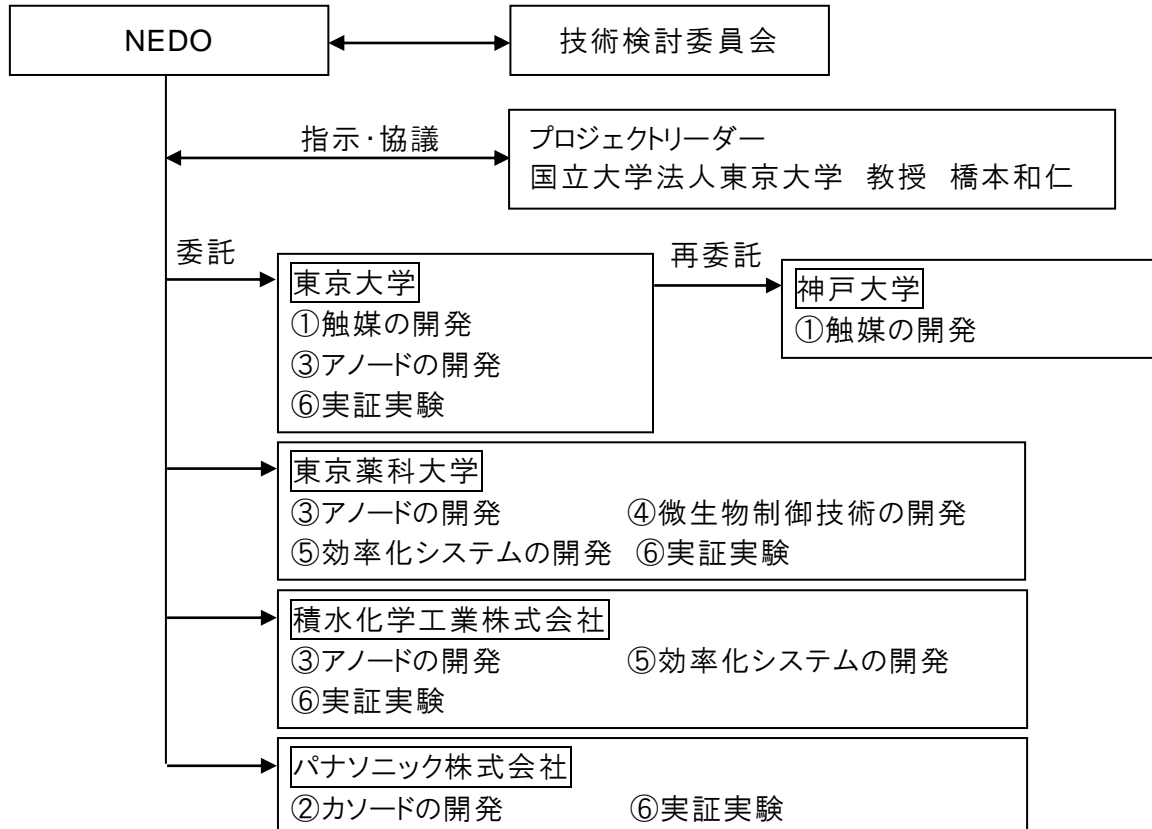 NEDO
技術検討委員会
指示・協議
プロジェクトリーダー
国立大学法人東京大学 教授 橋本和仁
委託
再委託
東京大学
①触媒の開発
③アノードの開発
⑥実証実験
神戸大学
①触媒の開発
東京薬科大学
③アノードの開発 ④微生物制御技術の開発
⑤効率化システムの開発 ⑥実証実験
積水化学工業株式会社
③アノードの開発 ⑤効率化システムの開発
⑥実証実験
パナソニック株式会社
②カソードの開発 ⑥実証実験